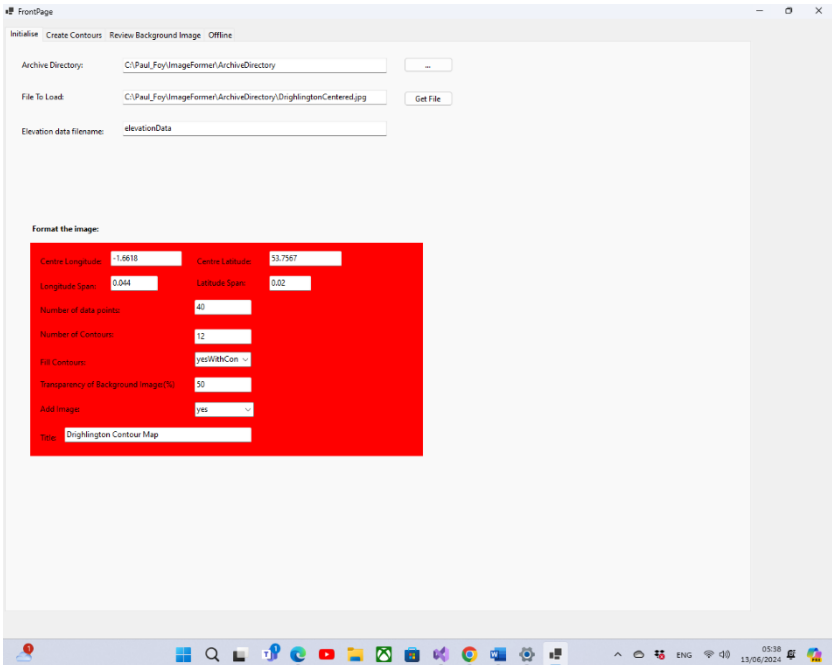 FrontPage
Initialise Create Contours Review Background Image Offline
Archive Directory: C:\Paul_Foy\ImageFormer\ArchiveDirectory ...
File To Load: C:\Paul_Foy\ImageFormer\ArchiveDirectory\DrighlingtonCentered.jpg Get File
Elevation data filename: elevationData
Format the image:
Centre Longitude: -1.6618 Centre Latitude: 53.7567
Longitude Span: 0.044 Latitude Span: 0.02
Number of data points: 40
Number of Contours: 12
Fill Contours: yesWithCon
Transparency of Background Image(%) 50
Add Image: yes
Title: Drighlington Contour Map
ENG 05:38
13/06/2024